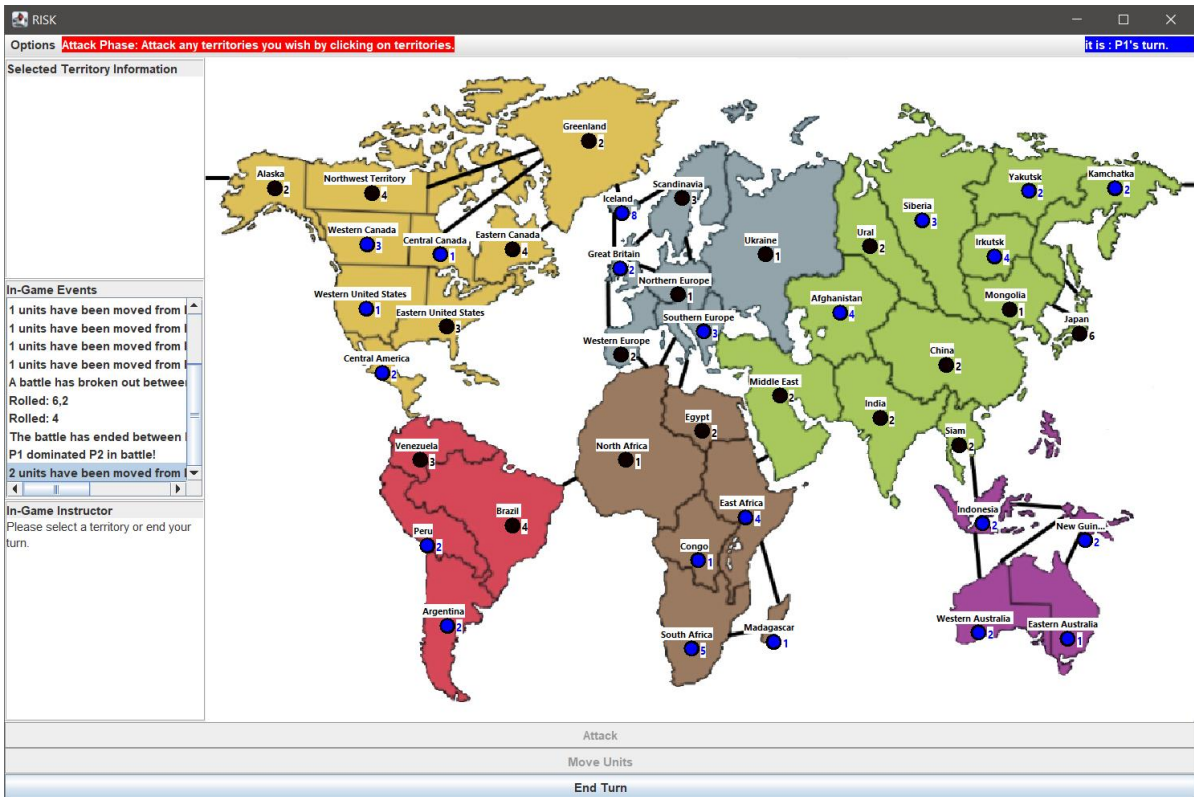 RISK
Options Attack Phase: Attack any territories you wish by clicking on territories. it is : P1's turn.
Selected Territory Information
In-Game Events
1 units have been moved from
1 units have been moved from
1 units have been moved from
1 units have been moved from
A battle has broken out between
Rolled: 6,2
Rolled: 4
The battle has ended between
P1 dominated P2 in battle!
2 units have been moved from
In-Game Instructor
Please select a territory or end your
turn.
Greenland
2
Alaska
2
Northwest Territory
4
Western Canada
3
Central Canada
1
Eastern Canada
4
Western United States
1
Eastern United States
3
Central America
2
Venezuela
3
Brazil
4
Peru
2
Argentina
2
Iceland
8
Scandinavia
3
Great Britain
2
Ukraine
1
Northern Europe
1
Southern Europe
3
Western Europe
2
North Africa
1
Egypt
2
East Africa
4
Congo
1
South Africa
5
Madagascar
1
Ural
2
Siberia
3
Yakutsk
2
Kamchatka
2
Irkutsk
4
Mongolia
1
Japan
6
Afghanistan
4
China
2
Middle East
2
India
2
Siam
2
Indonesia
2
New Guin...
2
Western Australia
2
Eastern Australia
1
Attack
Move Units
End Turn